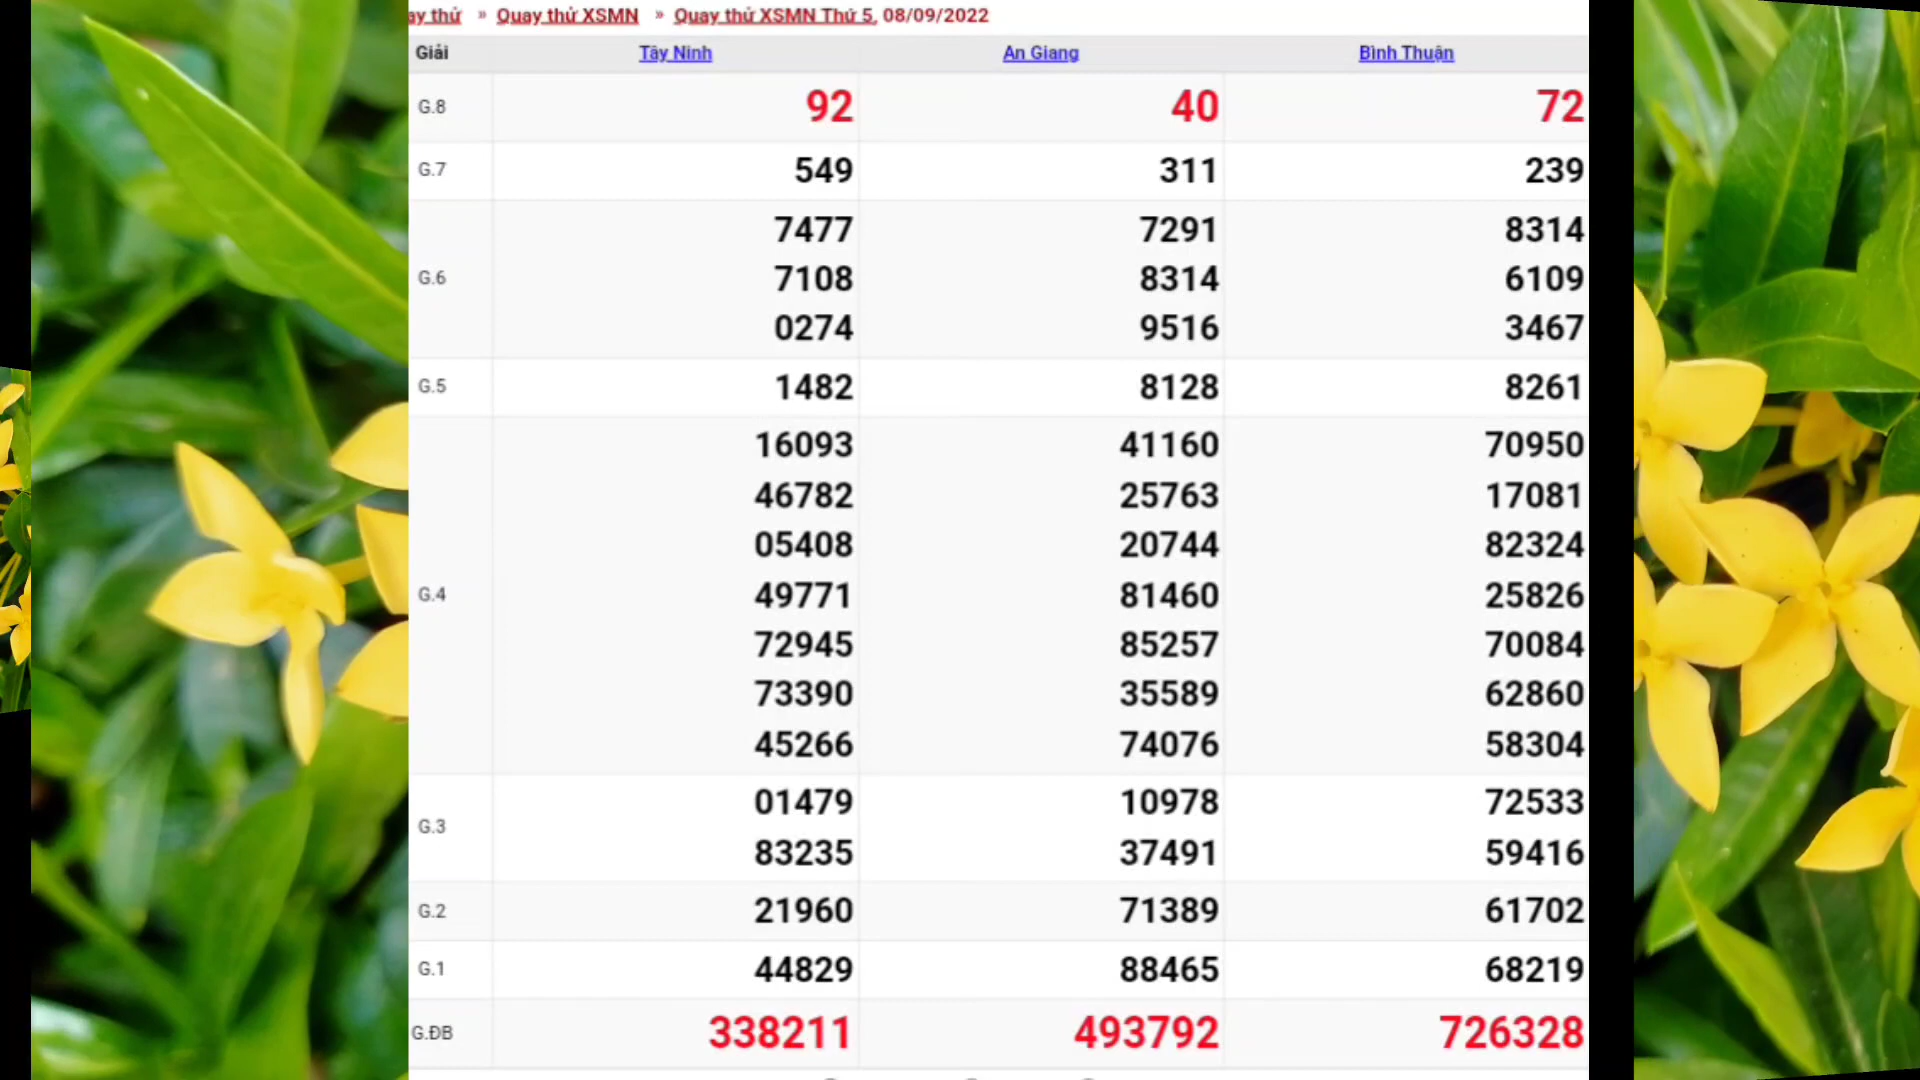 ay thử » Quay thử XSMN » Quay thử XSMN Thứ 5, 08/09/2022
Giải Tây Ninh An Giang Bình Thuận
G.8 92 40 72
G.7 549 311 239
G.6 7477 7291 8314
7108 8314 6109
0274 9516 3467
G.5 1482 8128 8261
G.4 16093 41160 70950
46782 25763 17081
05408 20744 82324
49771 81460 25826
72945 85257 70084
73390 35589 62860
45266 74076 58304
G.3 01479 10978 72533
83235 37491 59416
G.2 21960 71389 61702
G.1 44829 88465 68219
G.ĐB 338211 493792 726328